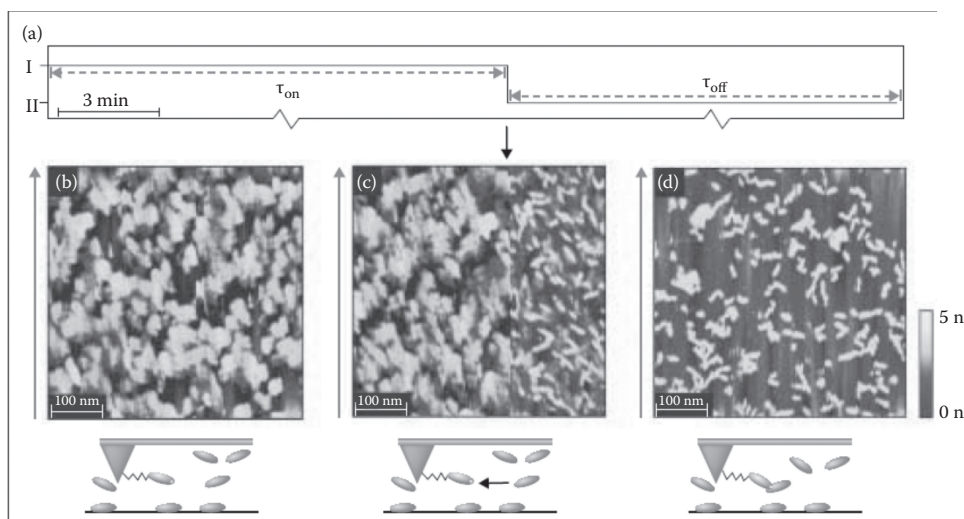 (a)
I
τon
τoff
II
3 min
(b)
(c)
(d)
5 n
100 nm
100 nm
100 nm
0 n